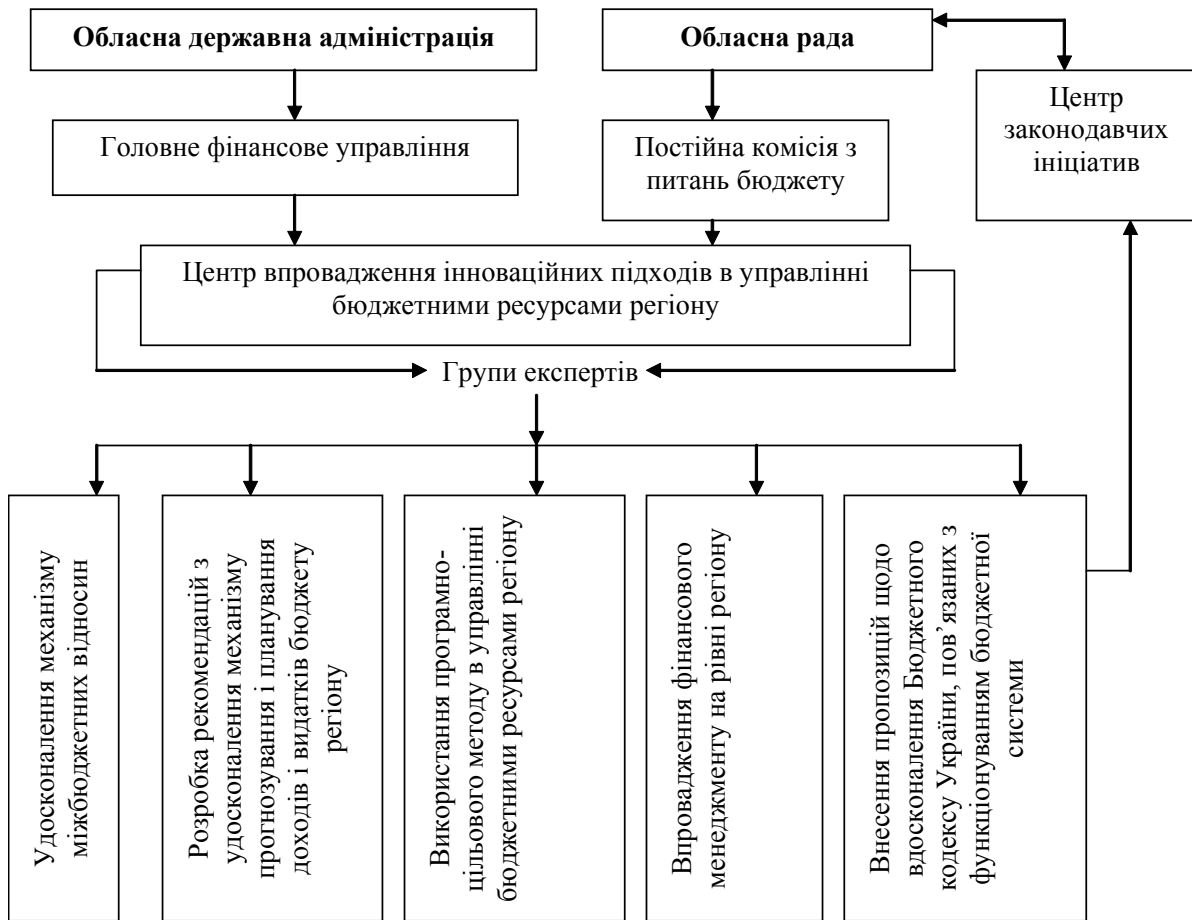 Обласна державна адміністрація
Обласна рада
Центр
законодавчих
ініціатив
Головне фінансове управління
Постійна комісія з
питань бюджету
Центр впровадження інноваційних підходів в управлінні
бюджетними ресурсами регіону
Групи експертів
Удосконалення механізму
міжбюджетних відносин
Розробка рекомендацій з
удосконалення механізму
прогнозування і планування
доходів і видатків бюджету
регіону
Використання програмно-
цільового методу в управлінні
бюджетними ресурсами регіону
Впровадження фінансового
менеджменту на рівні регіону
Внесення пропозицій щодо
вдосконалення Бюджетного
кодексу України, пов’язаних з
функціонуванням бюджетної
системи